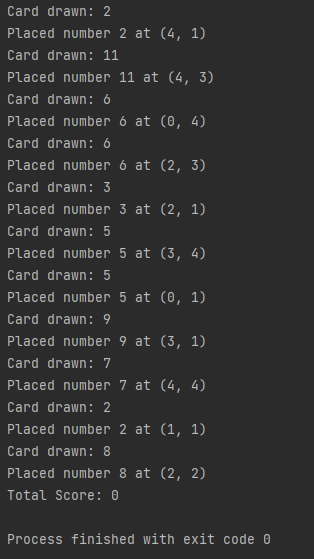 Card drawn: 2
Placed number 2 at (4, 1)
Card drawn: 11
Placed number 11 at (4, 3)
Card drawn: 6
Placed number 6 at (0, 4)
Card drawn: 6
Placed number 6 at (2, 3)
Card drawn: 3
Placed number 3 at (2, 1)
Card drawn: 5
Placed number 5 at (3, 4)
Card drawn: 5
Placed number 5 at (0, 1)
Card drawn: 9
Placed number 9 at (3, 1)
Card drawn: 7
Placed number 7 at (4, 4)
Card drawn: 2
Placed number 2 at (1, 1)
Card drawn: 8
Placed number 8 at (2, 2)
Total Score: 0
Process finished with exit code 0